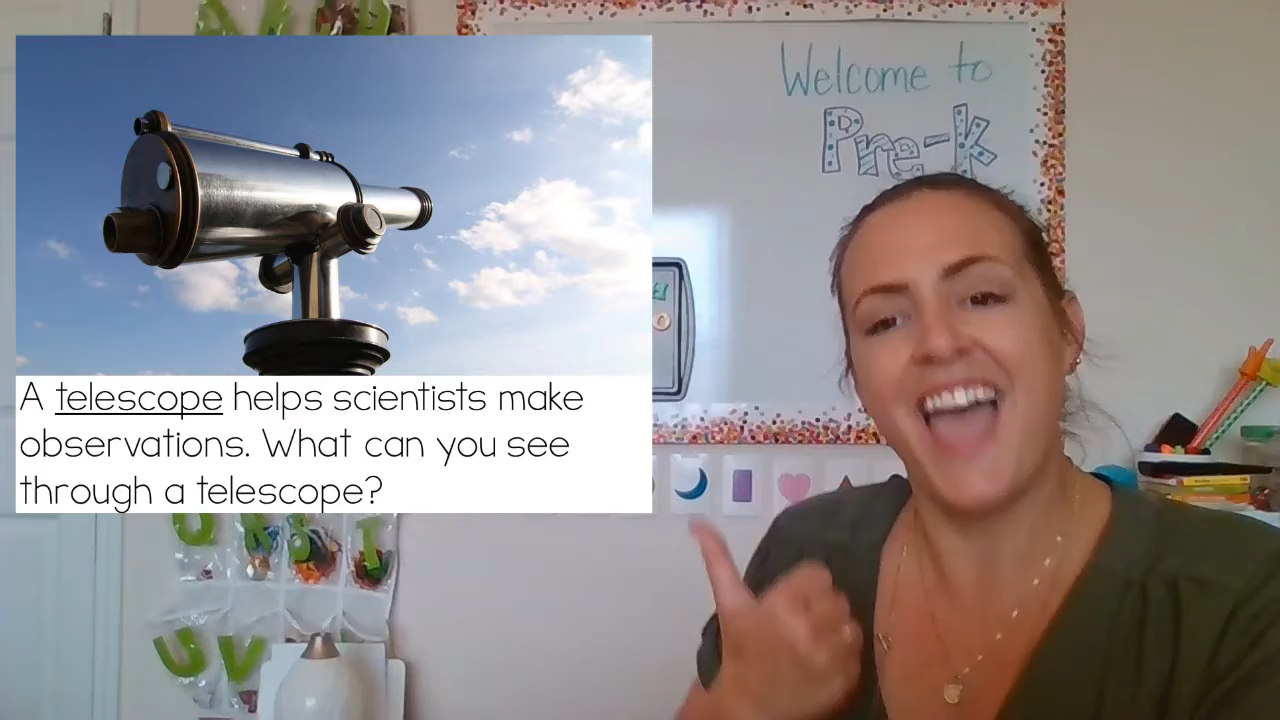 Welcome to
Pre-k
A telescope helps scientists make
observations. What can you see
through a telescope?
U
V